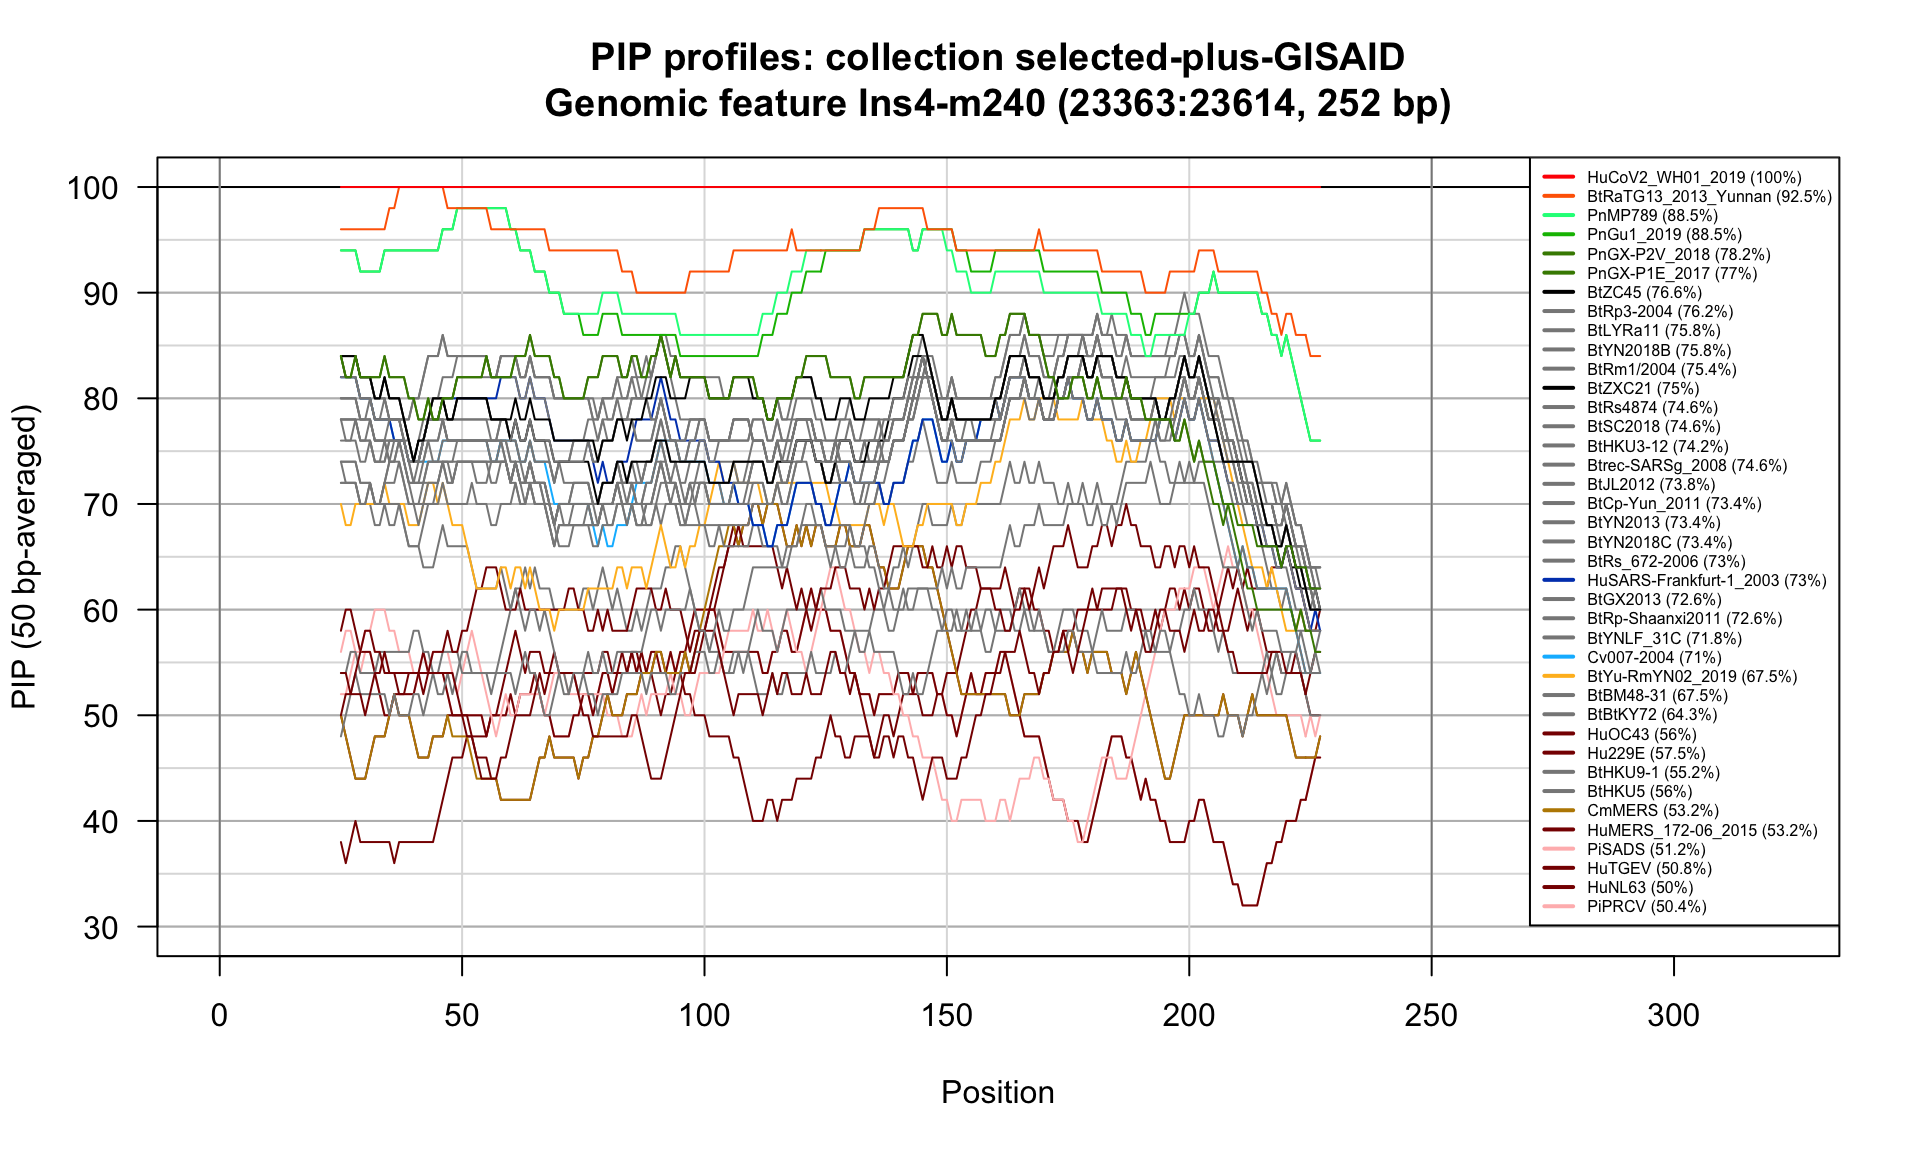 PIP profiles: collection selected-plus-GISAID
Genomic feature Ins4-m240 (23363:23614, 252 bp)
PIP (50 bp-averaged)
100
90
80
70
60
50
40
30
0
50
100
150
200
250
300
Position
HuCoV2_WH01_2019 (100%)
BtRaTG13_2013_Yunnan (92.5%)
PnMP789 (88.5%)
PnGu1_2019 (88.5%)
PnGX-P2V_2018 (78.2%)
PnGX-P1E_2017 (77%)
BtZC45 (76.6%)
BtRp3-2004 (76.2%)
BtLYRa11 (75.8%)
BtYN2018B (75.8%)
BtRm1/2004 (75.4%)
BtZXC21 (75%)
BtRs4874 (74.6%)
BtSC2018 (74.6%)
BtHKU3-12 (74.2%)
Btrec-SARSg_2008 (74.6%)
BtJL2012 (73.8%)
BtCp-Yun_2011 (73.4%)
BtYN2013 (73.4%)
BtYN2018C (73.4%)
BtRs_672-2006 (73%)
HuSARS-Frankfurt-1_2003 (73%)
BtGX2013 (72.6%)
BtRp-Shaanxi2011 (72.6%)
BtYNLF_31C (71.8%)
Cv007-2004 (71%)
BtYu-RmYN02_2019 (67.5%)
BtBM48-31 (67.5%)
BtBtKY72 (64.3%)
HuOC43 (56%)
Hu229E (57.5%)
BtHKU9-1 (55.2%)
BtHKU5 (56%)
CmMERS (53.2%)
HuMERS_172-06_2015 (53.2%)
PiSADS (51.2%)
HuTGEV (50.8%)
HuNL63 (50%)
PiPRCV (50.4%)